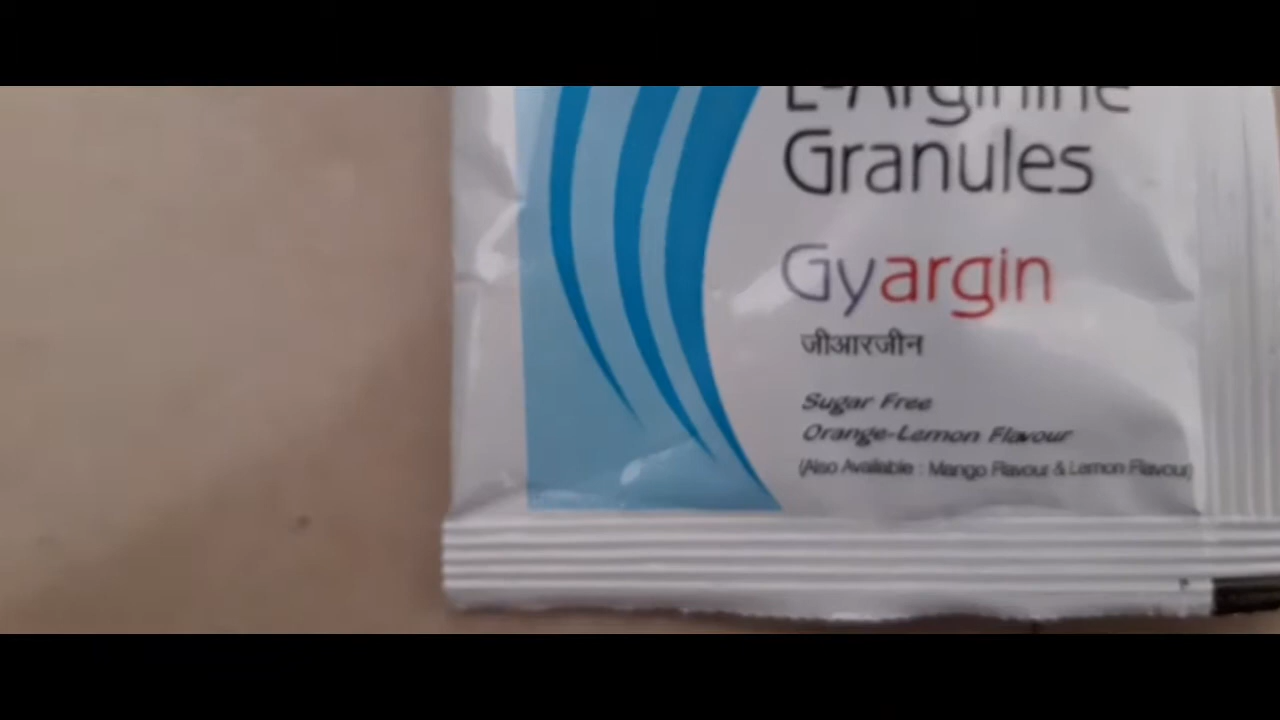 L-Arginine
Granules
Gyargin
जीआरजीन
Sugar Free
Orange-Lemon Flavour
(Also Available : Mango Flavour & Lemon Flavour)